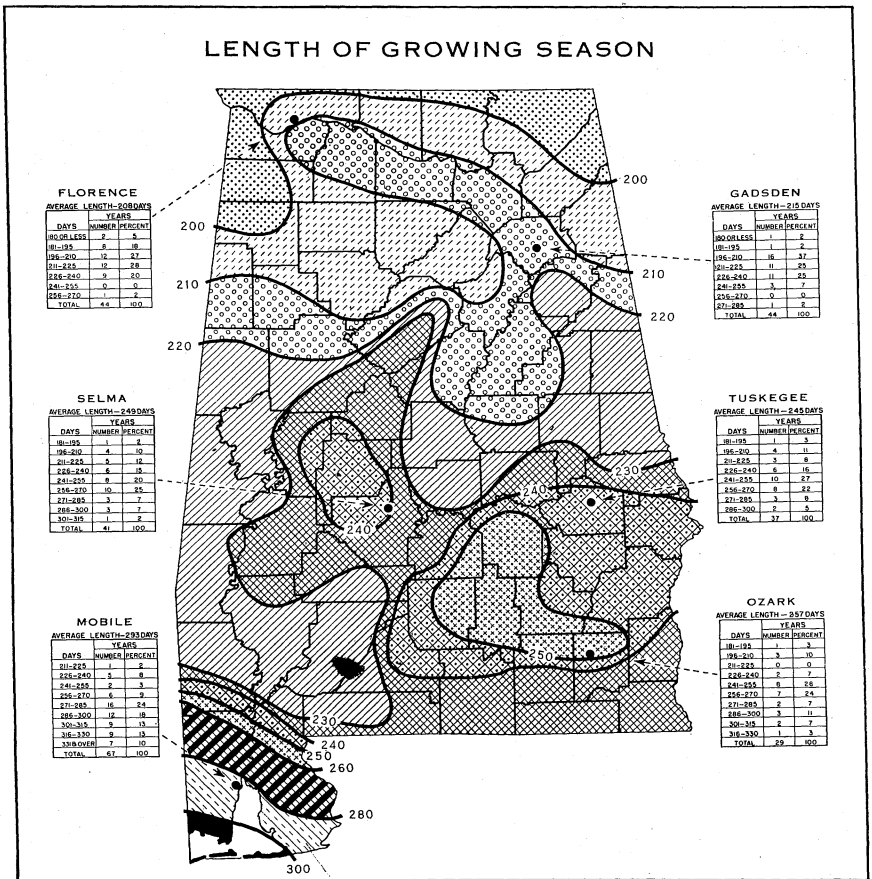 LENGTH OF GROWING SEASON
FLORENCE
AVERAGE LENGTH-208 DAYS
DAYS YEARS
NUMBER PERCENT
180 OR LESS 2 5
181-195 8 18
196-210 12 27
211-225 12 28
226-240 9 20
241-255 0 0
256-270 1 2
TOTAL 44 100
GADSDEN
AVERAGE LENGTH-215 DAYS
DAYS YEARS
NUMBER PERCENT
180 OR LESS 1 2
181-195 1 2
196-210 16 37
211-225 11 25
226-240 11 25
241-255 3 7
256-270 0 0
271-285 1 2
TOTAL 44 100
SELMA
AVERAGE LENGTH-249 DAYS
DAYS YEARS
NUMBER PERCENT
181-195 1 2
196-210 4 10
211-225 5 12
226-240 6 15
241-255 8 20
256-270 10 25
271-285 3 7
286-300 3 7
301-315 1 2
TOTAL 41 100
TUSKEGEE
AVERAGE LENGTH-245 DAYS
DAYS YEARS
NUMBER PERCENT
181-195 1 3
196-210 4 11
211-225 3 8
226-240 6 16
241-255 10 27
256-270 8 22
271-285 3 8
286-300 2 5
TOTAL 37 100
MOBILE
AVERAGE LENGTH-293 DAYS
DAYS YEARS
NUMBER PERCENT
211-225 1 2
226-240 5 8
241-255 2 3
256-270 6 9
271-285 16 24
286-300 12 18
301-315 9 13
316-330 9 13
331 & OVER 7 10
TOTAL 67 100
OZARK
AVERAGE LENGTH-257 DAYS
DAYS YEARS
NUMBER PERCENT
181-195 1 3
196-210 3 10
211-225 0 0
226-240 2 7
241-255 8 28
256-270 7 24
271-285 2 7
286-300 3 11
301-315 2 7
316-330 1 3
TOTAL 29 100
200
200
210
210
220
220
230
240
240
250
230
240
250
260
280
300